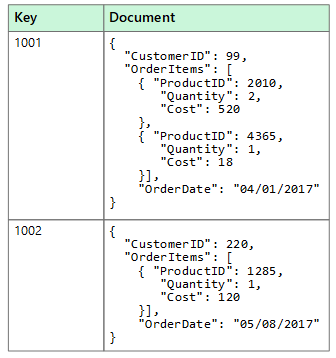 Key Document
1001 {
"CustomerID": 99,
"OrderItems": [
{ "ProductID": 2010,
"Quantity": 2,
"Cost": 520
},
{ "ProductID": 4365,
"Quantity": 1,
"Cost": 18
}],
"OrderDate": "04/01/2017"
}
1002 {
"CustomerID": 220,
"OrderItems": [
{ "ProductID": 1285,
"Quantity": 1,
"Cost": 120
}],
"OrderDate": "05/08/2017"
}